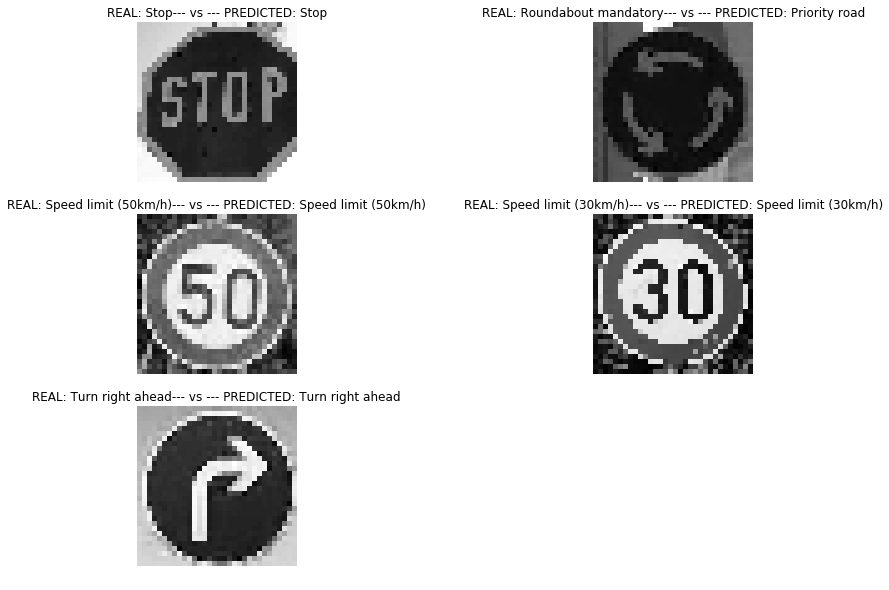 REAL: Stop--- vs --- PREDICTED: Stop
REAL: Roundabout mandatory--- vs --- PREDICTED: Priority road
STOP
REAL: Speed limit (50km/h)--- vs --- PREDICTED: Speed limit (50km/h)
REAL: Speed limit (30km/h)--- vs --- PREDICTED: Speed limit (30km/h)
50
30
REAL: Turn right ahead--- vs --- PREDICTED: Turn right ahead